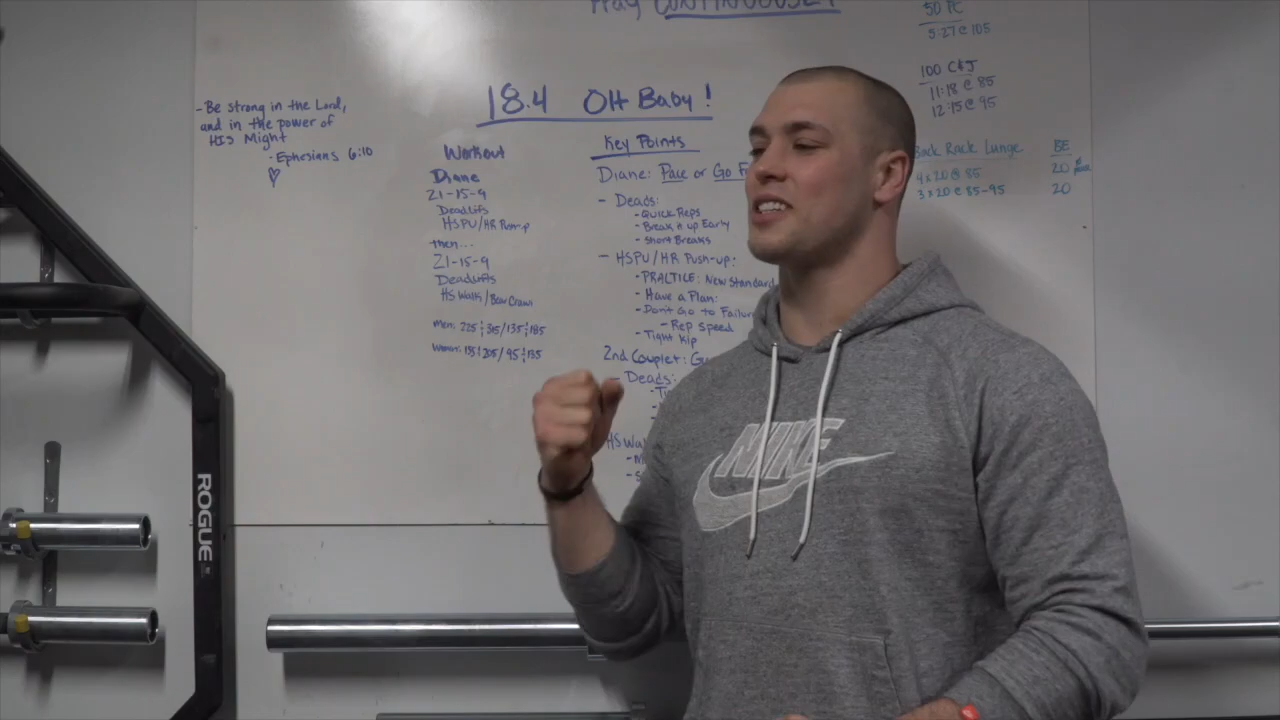 Pray CONTINUOUSLY
- Be strong in the Lord,
and in the power of
HIS Might
- Ephesians 6:10
18.4 OH Baby!
Workout
Diane
21-15-9
Deadlifts
HSPU/HR Push-up
then...
21-15-9
Deadlifts
HS Walk/Bear Crawl
Men: 225 ; 315/135 ; 185
Women: 155 ; 205/95 ; 135
Key Points
Diane: Pace or Go F
- Deads:
- Quick Reps
- Break it up Early
- Short Breaks
- HSPU/HR Push-up:
- PRACTICE: New Standard
- Have a Plan:
- Don't Go to Failure
- Rep Speed
- Tight Kip
2nd Couplet:
- Deads:
HS Wa
50 PC
5:27 @ 105
100 C&J
11:18 @ 85
12:15 @ 95
Back Rack Lunge
4 x 20 @ 85
3 x 20 @ 85-95
BE
20
20
NIKE
ROGUE